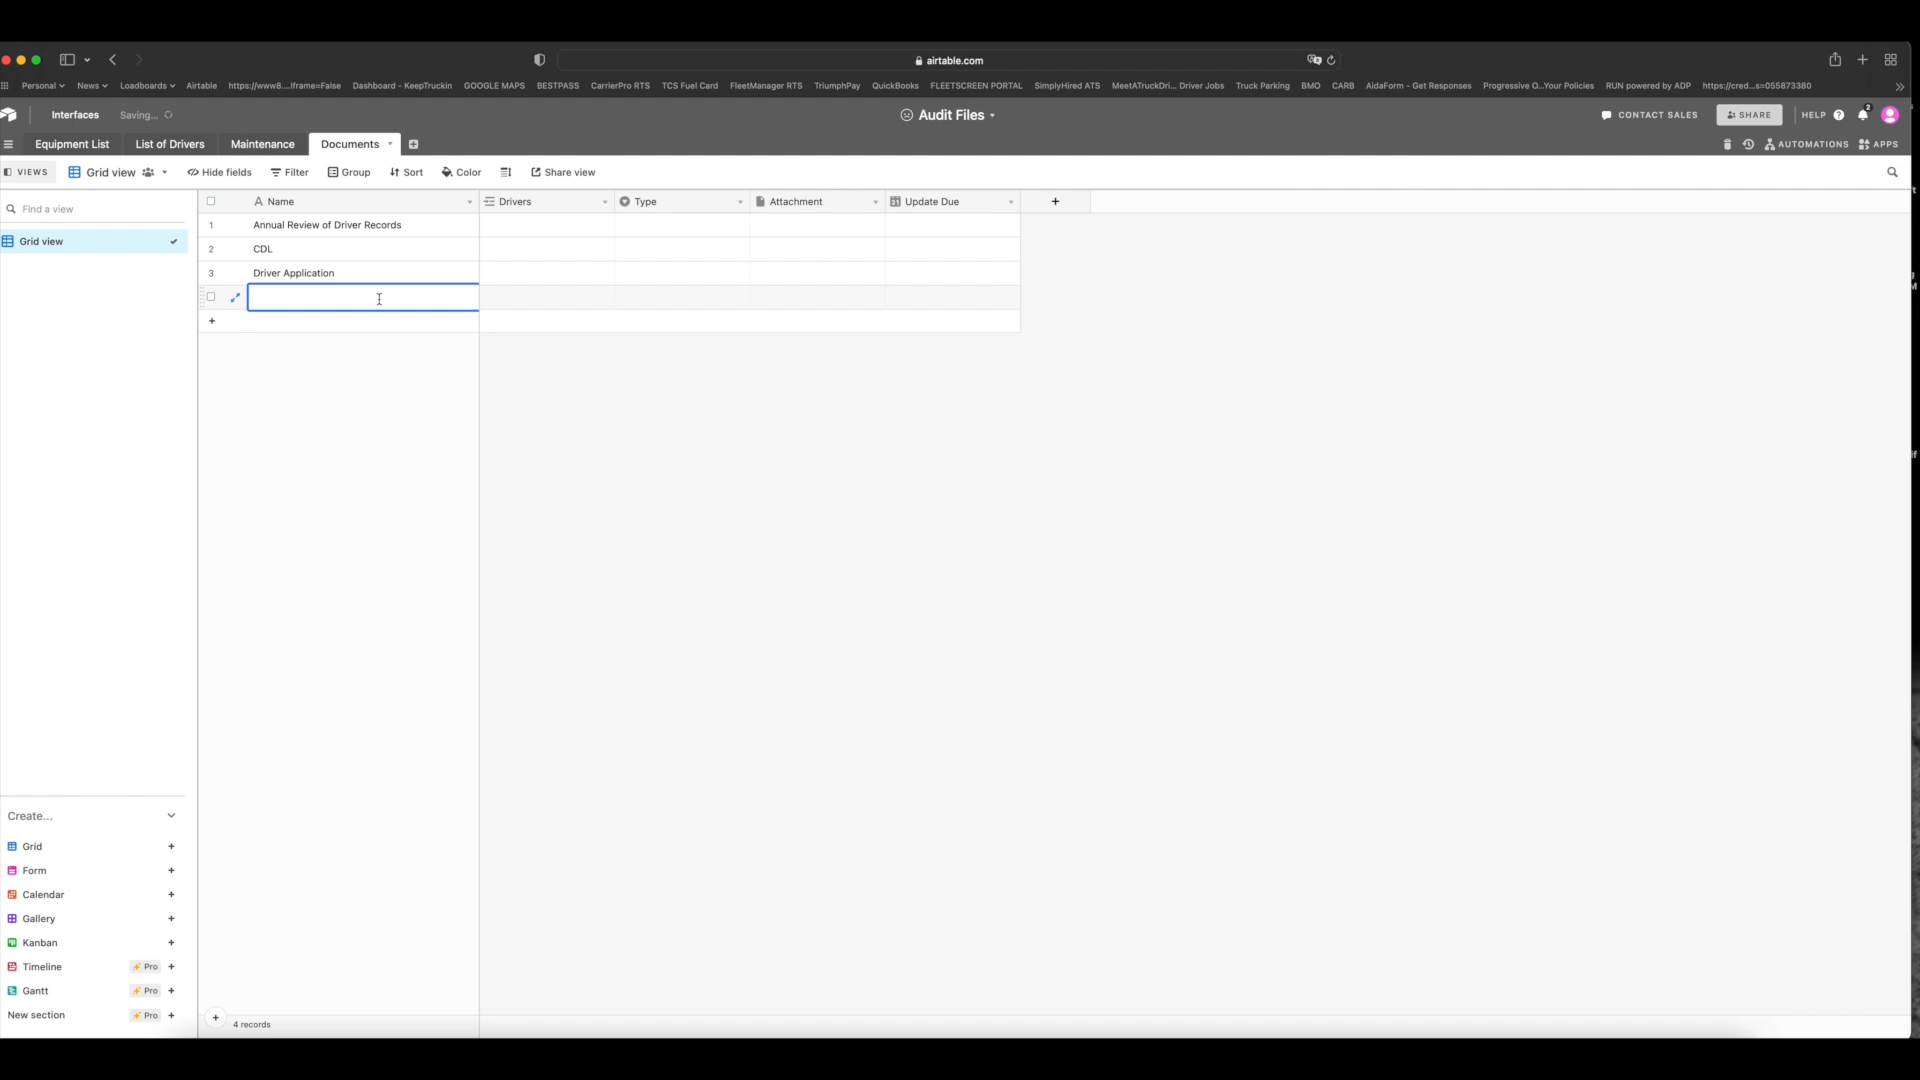 airtable.com
Personal News Loadboards Airtable https://www8....Iframe=False Dashboard - KeepTruckin GOOGLE MAPS BESTPASS CarrierPro RTS TCS Fuel Card FleetManager RTS TriumphPay QuickBooks FLEETSCREEN PORTAL SimplyHired ATS MeetATruckDri... Driver Jobs Truck Parking BMO CARB AidaForm - Get Responses Progressive O...Your Policies RUN powered by ADP https://cred...s=055873380
Interfaces Saving... Audit Files CONTACT SALES SHARE HELP 2
Equipment List List of Drivers Maintenance Documents AUTOMATIONS APPS
VIEWS Grid view Hide fields Filter Group Sort Color Share view
Find a view
Grid view
Name Drivers Type Attachment Update Due
1 Annual Review of Driver Records
2 CDL
3 Driver Application
Create...
Grid
Form
Calendar
Gallery
Kanban
Timeline Pro
Gantt Pro
New section Pro
4 records